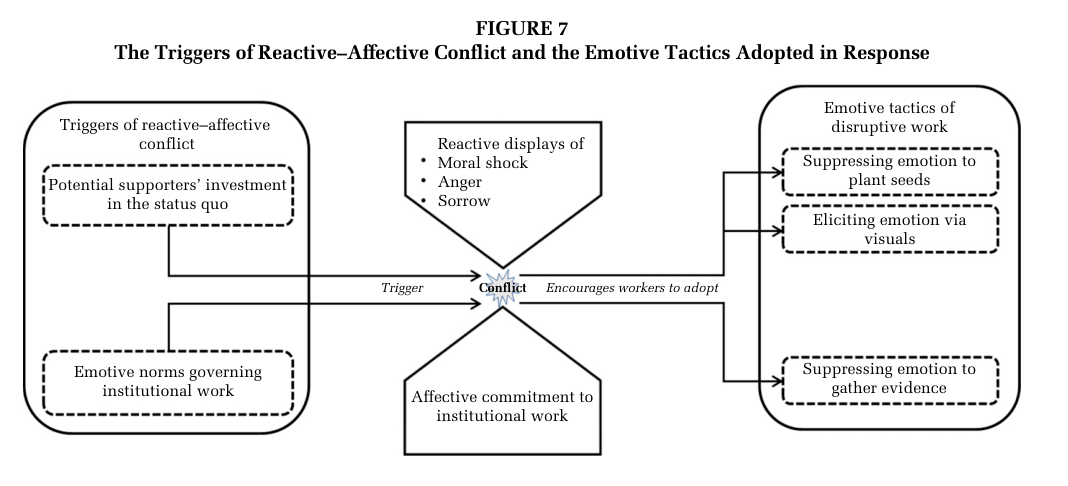 FIGURE 7
The Triggers of Reactive–Affective Conflict and the Emotive Tactics Adopted in Response
Triggers of reactive–affective
conflict
Potential supporters’ investment
in the status quo
Emotive norms governing
institutional work
Reactive displays of
• Moral shock
• Anger
• Sorrow
Trigger
Conflict
Encourages workers to adopt
Affective commitment to
institutional work
Emotive tactics of
disruptive work
Suppressing emotion to
plant seeds
Eliciting emotion via
visuals
Suppressing emotion to
gather evidence